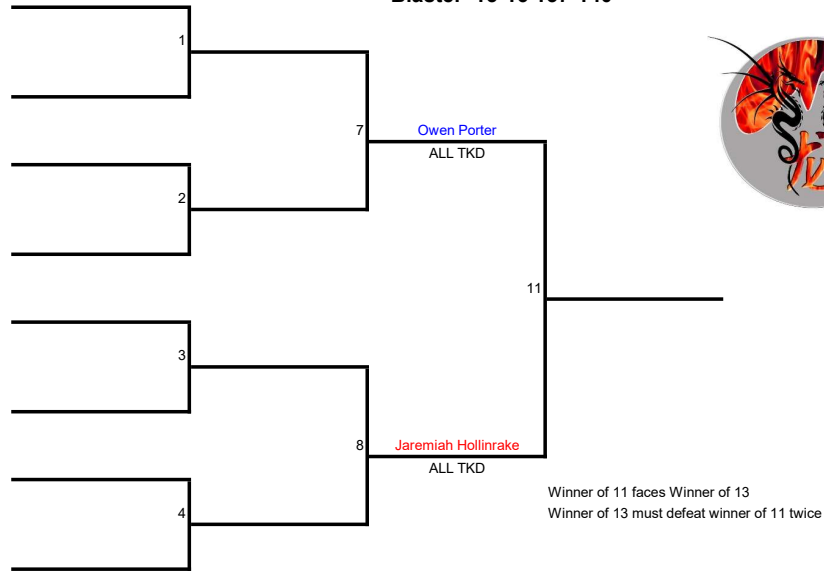 1
7
Owen Porter
ALL TKD
2
11
3
8
Jaremiah Hollinrake
ALL TKD
Winner of 11 faces Winner of 13
4
Winner of 13 must defeat winner of 11 twice